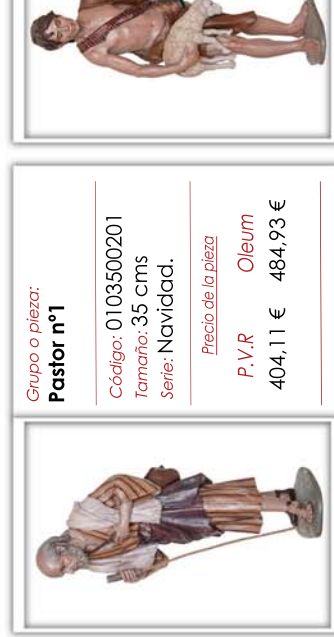 Grupo o pieza:
Pastor nº1
Código: 0103500201
Tamaño: 35 cms
Serie: Navidad.
Precio de la pieza
P.V.R Oleum
404,11 € 484,93 €